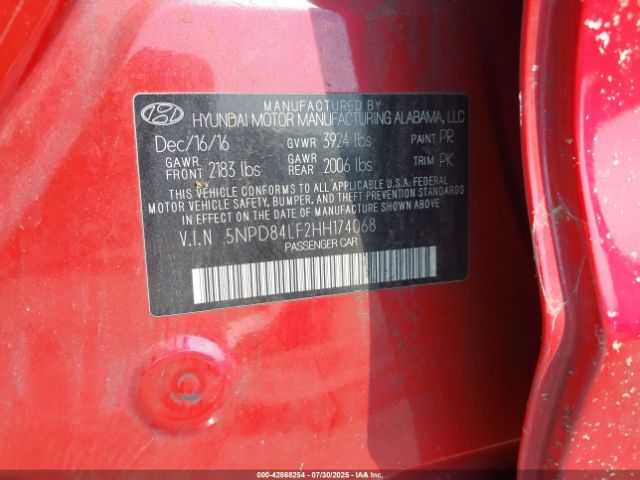 MANUFACTURED BY
HYUNDAI MOTOR MANUFACTURING ALABAMA, LLC
Dec/16/16 GVWR 3924 lbs PAINT PR
GAWR FRONT 2183 lbs GAWR REAR 2006 lbs TRIM PK
THIS VEHICLE CONFORMS TO ALL APPLICABLE U.S.A. FEDERAL
MOTOR VEHICLE SAFETY, BUMPER, AND THEFT PREVENTION STANDARDS
IN EFFECT ON THE DATE OF MANUFACTURE SHOWN ABOVE.
V.I.N 5NPD84LF2HH174068
PASSENGER CAR
000-42868254 - 07/30/2025 - IAAI.COM